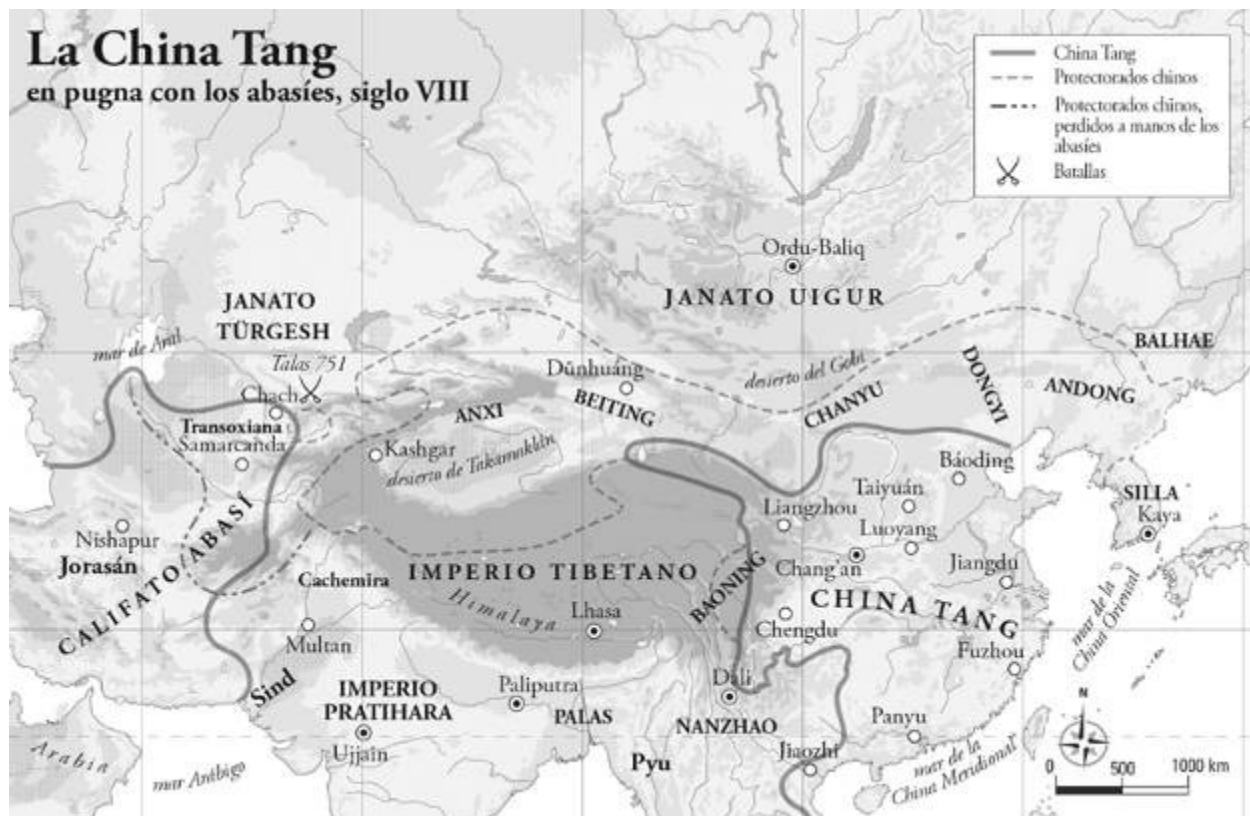 La China Tang
en pugna con los abasíes, siglo VIII
China Tang
Protectorados chinos
Protectorados chinos,
perdidos a manos de los
abasíes
Batallas
Ordu-Baliq
JANATO UIGUR
JANATO
TÜRGESH
mar de Aral
Talas 751
Chach
Transoxiana
Samarcanda
Dūnhuáng
BEITING
ANXI
desierto del Gobi
CHANYU
DONGYI
ANDONG
BALHAE
Kashgar
desierto de Takamaklán
Báoding
Taiyuán
Liangzhou
Luoyang
SILLA
Kaya
Nishapur
Jorasán
CALIFATO ABASÍ
Cachemira
IMPERIO TIBETANO
Himalaya
Lhasa
BAONING
Chang'an
Jiangdu
CHINA TANG
Chengdu
Fuzhou
mar de la
China Oriental
Multan
Sind
IMPERIO
PRATIHARA
Ujjain
Paliputra
PALAS
Dali
NANZHAO
Pyu
Jiaozhi
Panyu
mar de la
China Meridional
Arabia
mar Arábigo
N
0 500 1000 km